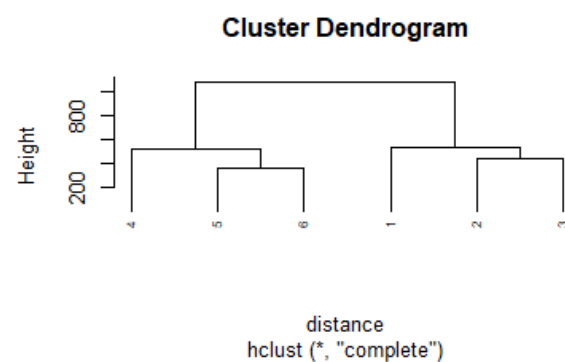 Cluster Dendrogram
Height
800
200
4 5 6 1 2 3
distance
hclust (*, "complete")